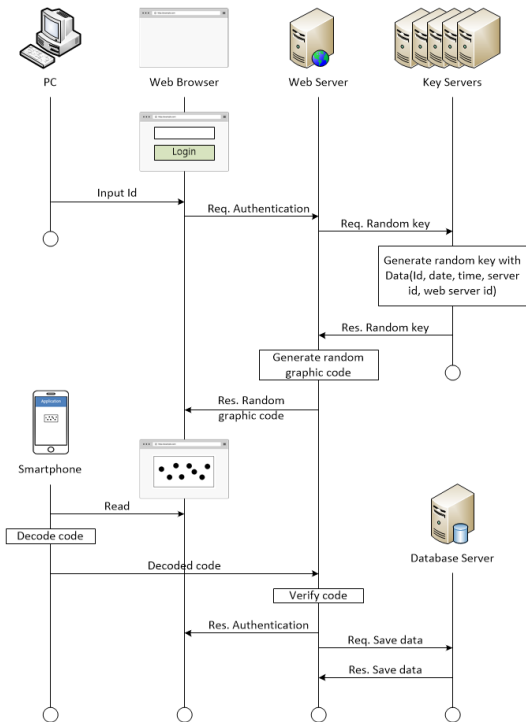 PC
Web Browser
Web Server
Key Servers
Login
Input Id
Req. Authentication
Req. Random key
Generate random key with
Data(Id, date, time, server
id, web server id)
Res. Random key
Generate random
graphic code
Res. Random
graphic code
Application
Smartphone
Read
Decode code
Database Server
Decoded code
Verify code
Res. Authentication
Req. Save data
Res. Save data